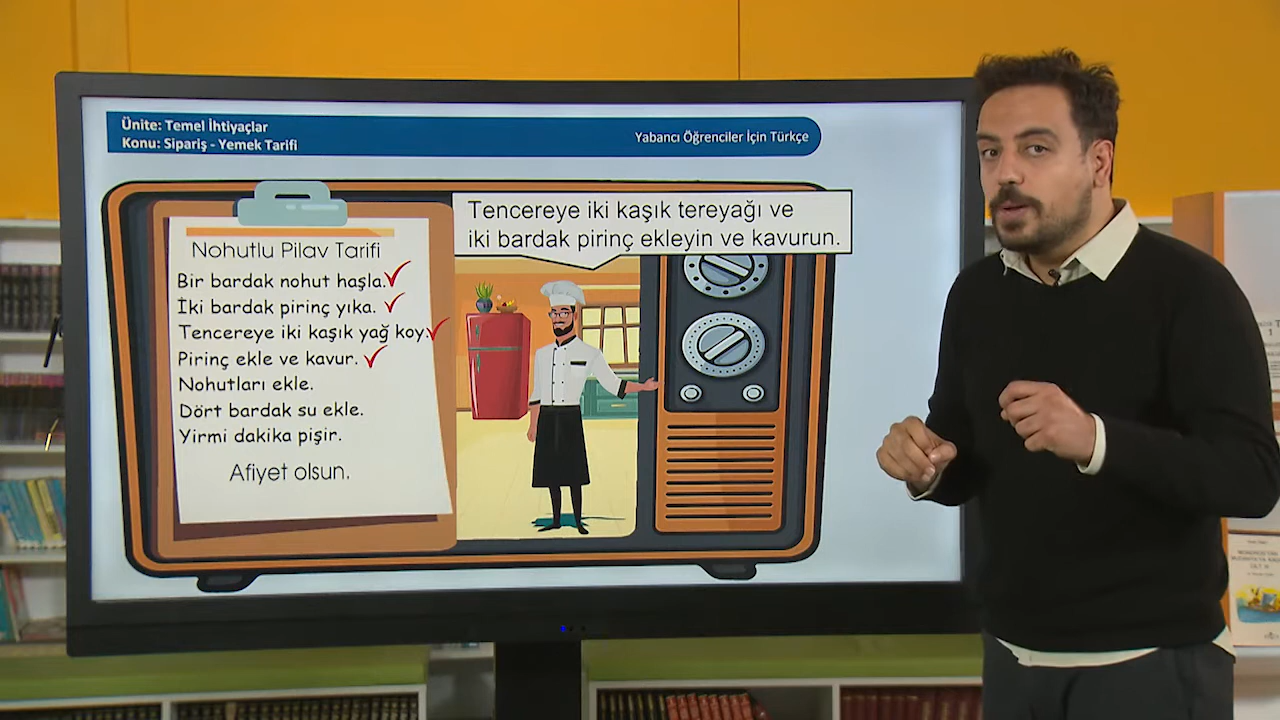 Ünite: Temel İhtiyaçlar
Konu: Sipariş - Yemek Tarifi
Yabancı Öğrenciler İçin Türkçe
Tencereye iki kaşık tereyağı ve
iki bardak pirinç ekleyin ve kavurun.
Nohutlu Pilav Tarifi
Bir bardak nohut haşla.
İki bardak pirinç yıka.
Tencereye iki kaşık yağ koy.
Pirinç ekle ve kavur.
Nohutları ekle.
Dört bardak su ekle.
Yirmi dakika pişir.
Afiyet olsun.